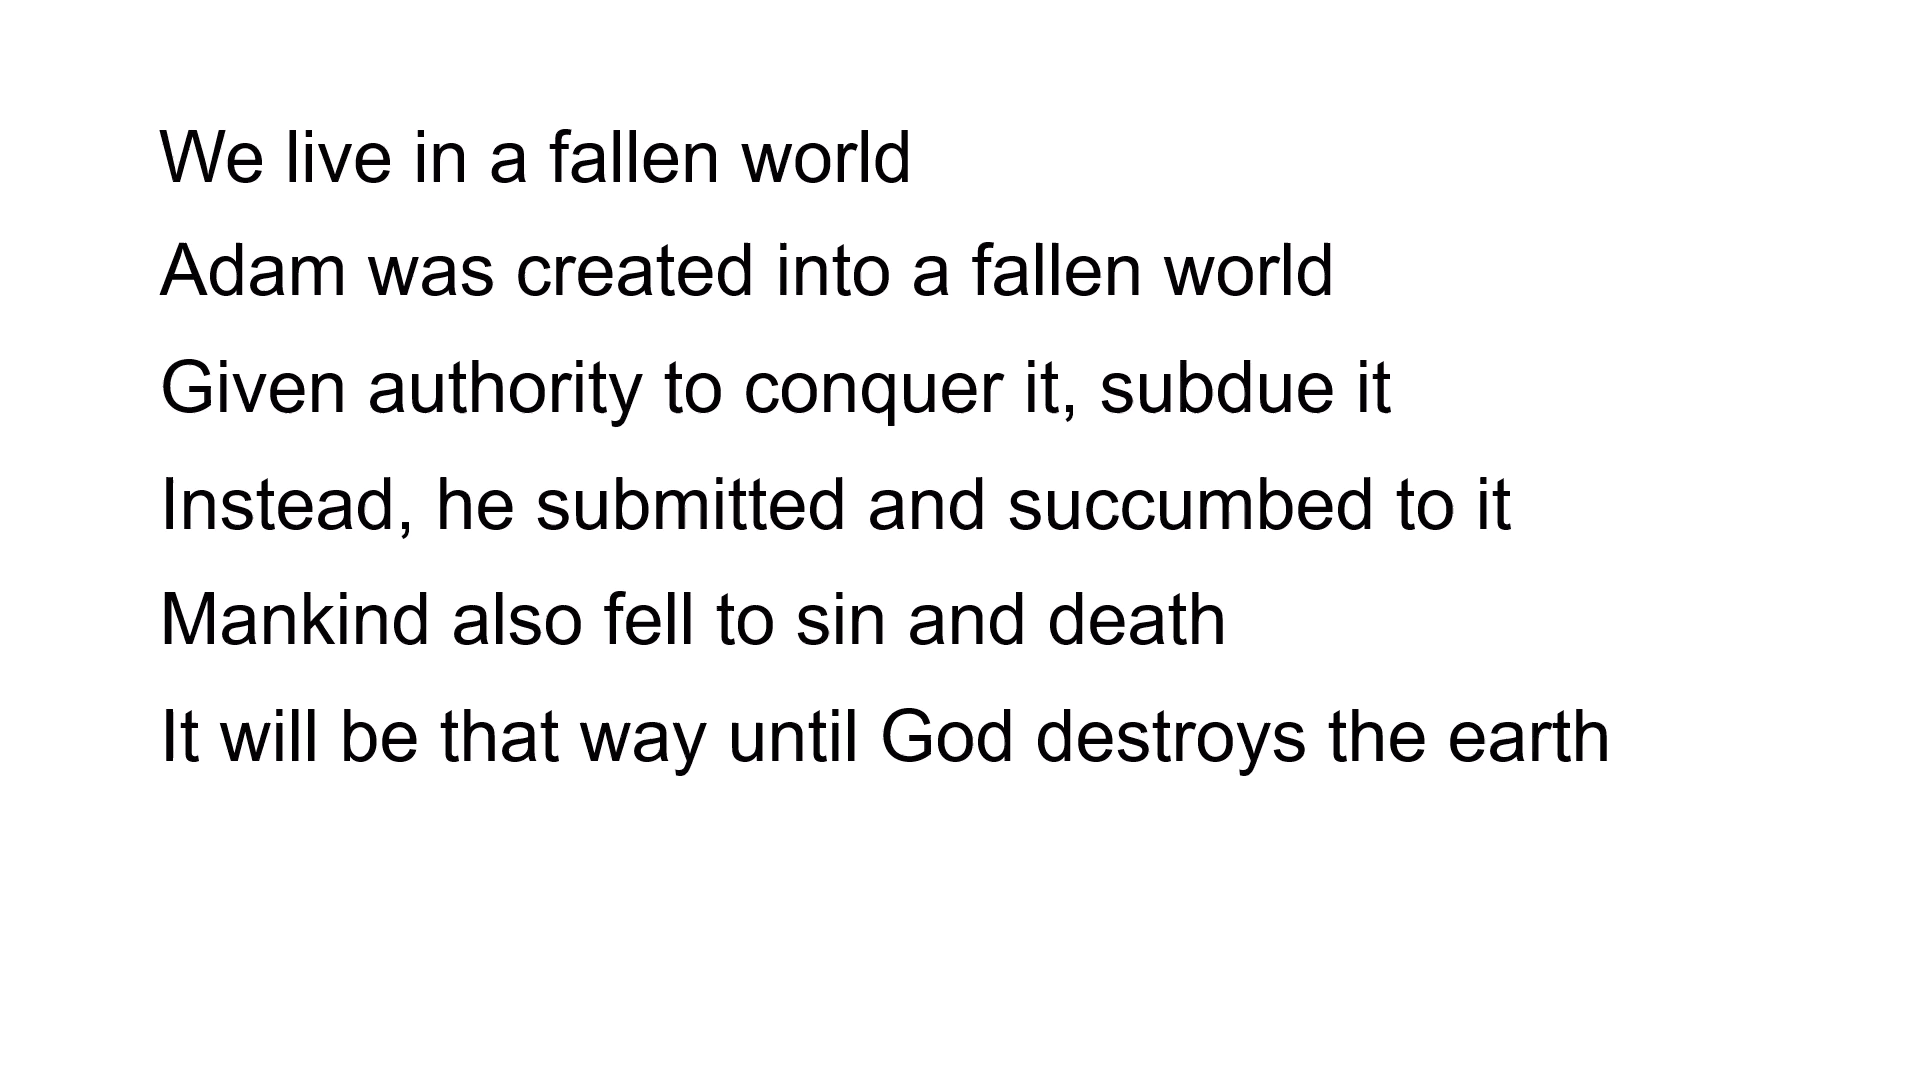 We live in a fallen world
Adam was created into a fallen world
Given authority to conquer it, subdue it
Instead, he submitted and succumbed to it
Mankind also fell to sin and death
It will be that way until God destroys the earth